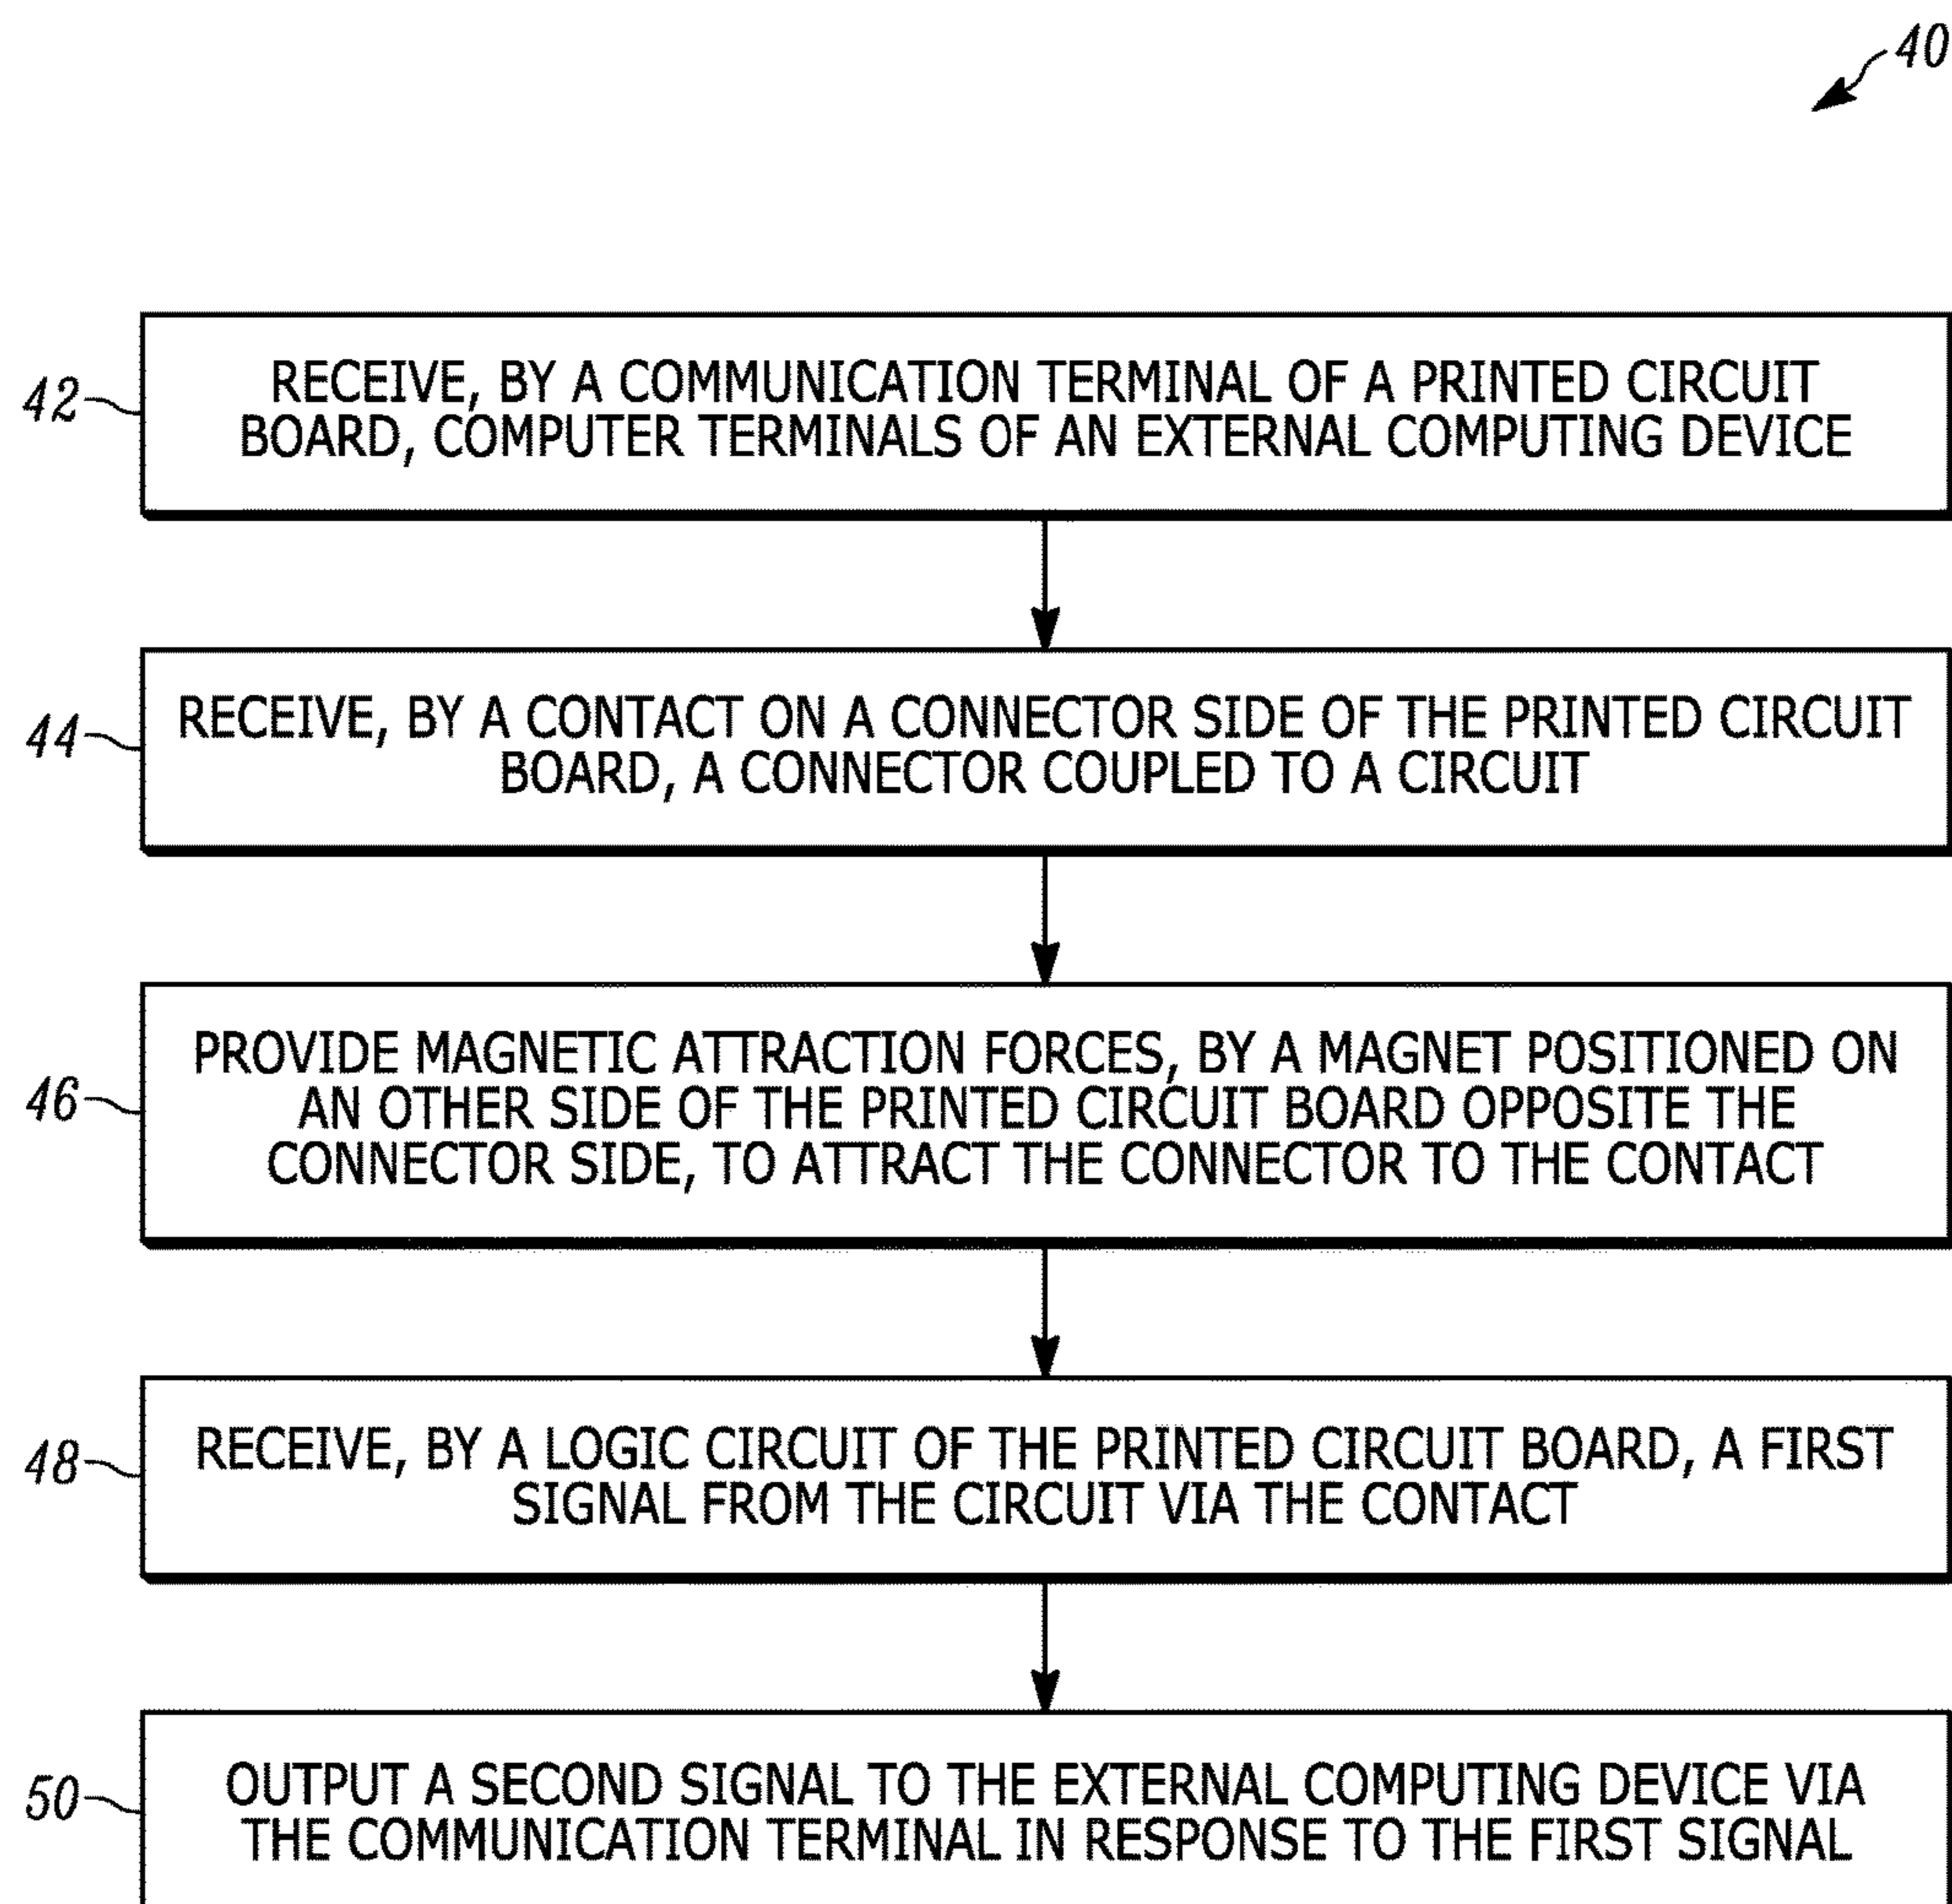 40
42
RECEIVE, BY A COMMUNICATION TERMINAL OF A PRINTED CIRCUIT
BOARD, COMPUTER TERMINALS OF AN EXTERNAL COMPUTING DEVICE
44
RECEIVE, BY A CONTACT ON A CONNECTOR SIDE OF THE PRINTED CIRCUIT
BOARD, A CONNECTOR COUPLED TO A CIRCUIT
46
PROVIDE MAGNETIC ATTRACTION FORCES, BY A MAGNET POSITIONED ON
AN OTHER SIDE OF THE PRINTED CIRCUIT BOARD OPPOSITE THE
CONNECTOR SIDE, TO ATTRACT THE CONNECTOR TO THE CONTACT
48
RECEIVE, BY A LOGIC CIRCUIT OF THE PRINTED CIRCUIT BOARD, A FIRST
SIGNAL FROM THE CIRCUIT VIA THE CONTACT
50
OUTPUT A SECOND SIGNAL TO THE EXTERNAL COMPUTING DEVICE VIA
THE COMMUNICATION TERMINAL IN RESPONSE TO THE FIRST SIGNAL